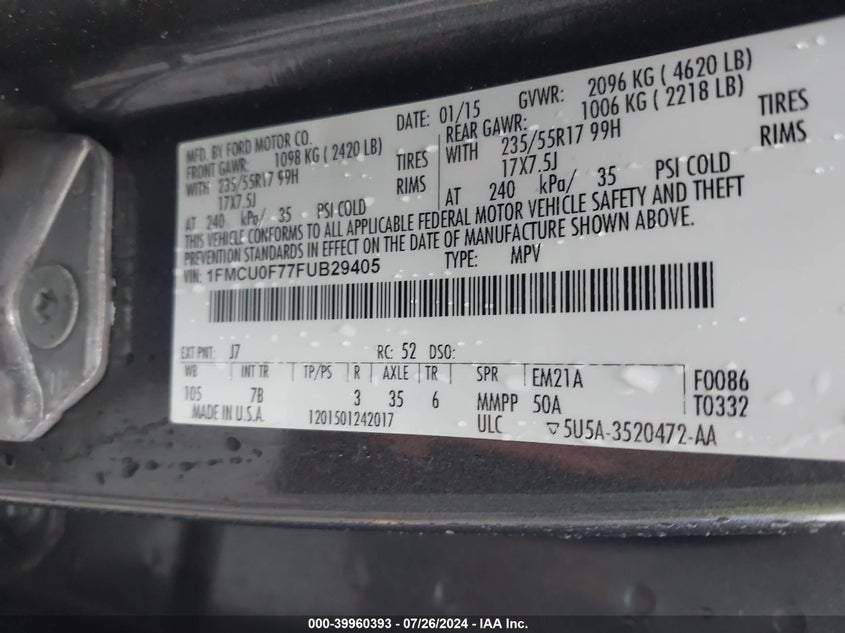 MFD. BY FORD MOTOR CO.
DATE: 01/15 GVWR: 2096 KG ( 4620 LB)
FRONT GAWR: 1098 KG ( 2420 LB)
REAR GAWR: 1006 KG ( 2218 LB)
WITH 235/55R17 99H TIRES
WITH 235/55R17 99H TIRES
17X7.5J RIMS
17X7.5J RIMS
AT 240 kPa/ 35 PSI COLD
AT 240 kPa/ 35 PSI COLD
THIS VEHICLE CONFORMS TO ALL APPLICABLE FEDERAL MOTOR VEHICLE SAFETY AND THEFT
PREVENTION STANDARDS IN EFFECT ON THE DATE OF MANUFACTURE SHOWN ABOVE.
VIN: 1FMCU0F77FUB29405 TYPE: MPV
EXT PNT: J7 RC: 52 DSO:
WB INT TR TP/PS R AXLE TR SPR EM21A F0086
105 7B 3 35 6 MMPP 50A T0332
MADE IN U.S.A. 1201501242017 ULC ▽5U5A-3520472-AA
000-39960393 - 07/26/2024 - IAA Inc.